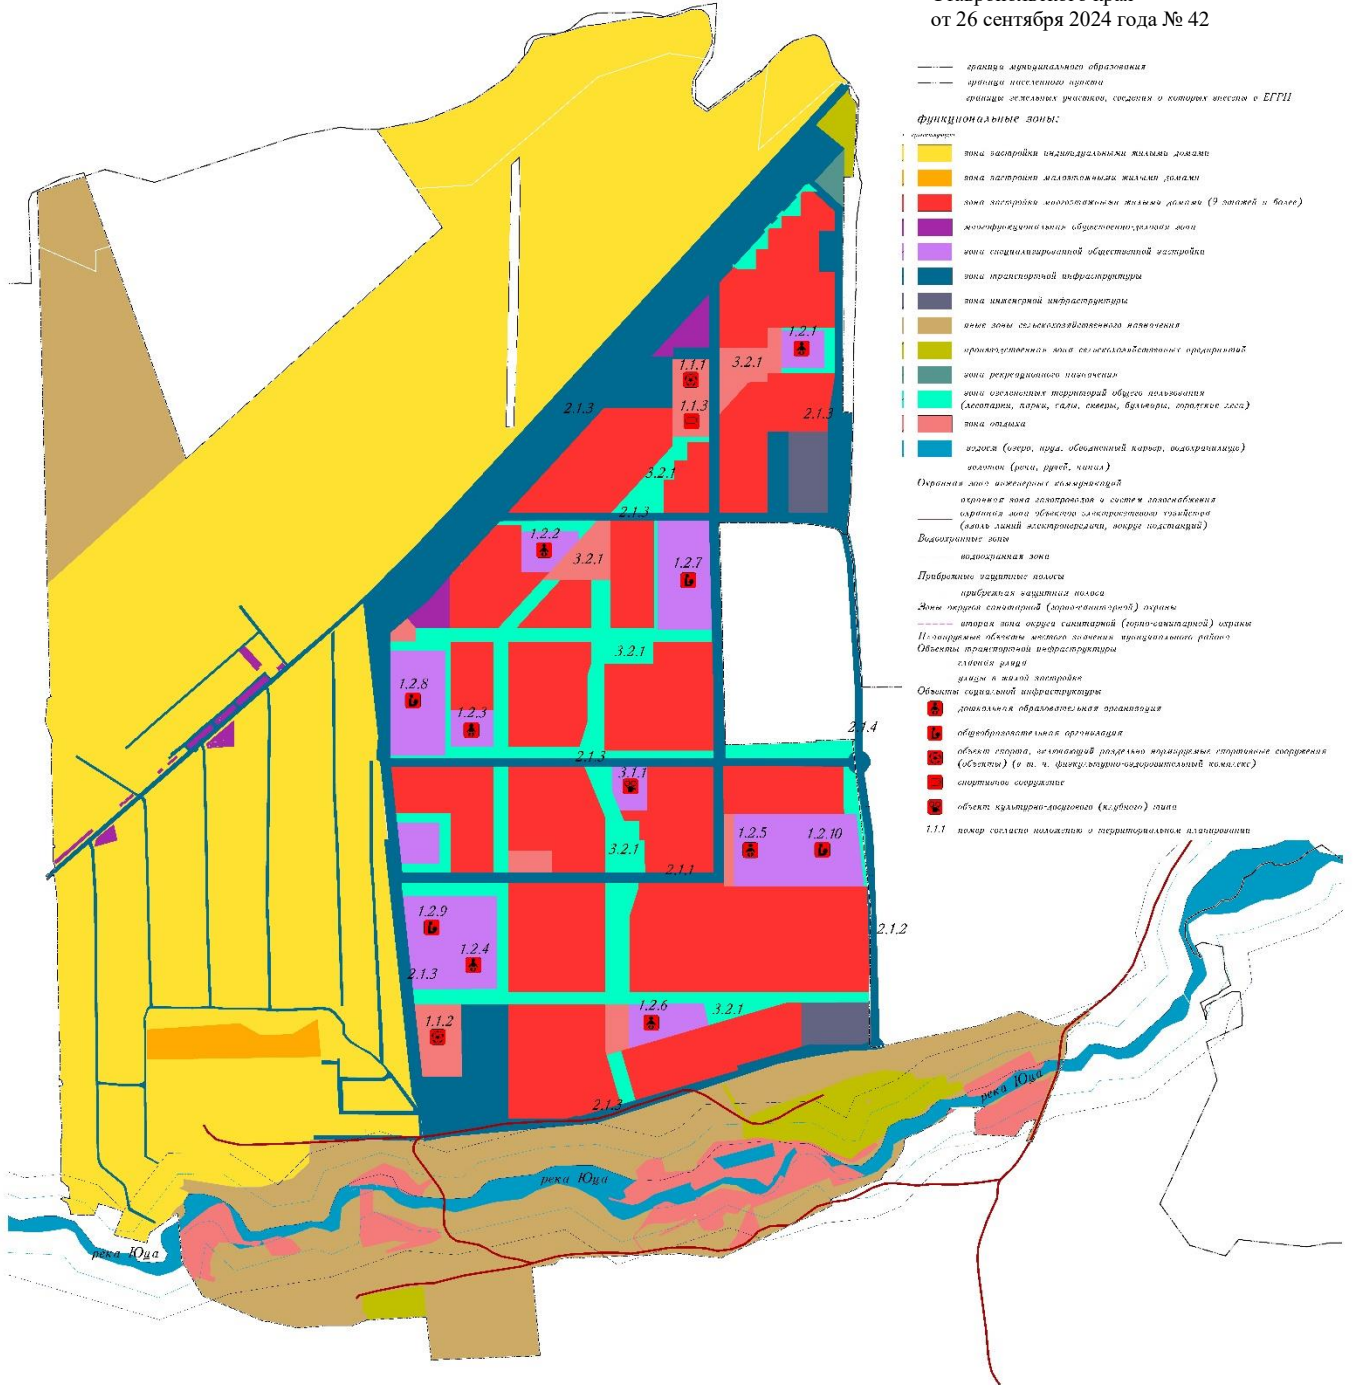 от 26 сентября 2024 года № 42
граница муниципального образования
граница населенного пункта
границы земельных участков, сведения о которых внесены в ЕГРН
функциональные зоны:
зона застройки индивидуальными жилыми домами
зона застройки малоэтажными жилыми домами
зона застройки многоэтажными жилыми домами (9 этажей и более)
многофункциональная общественно-деловая зона
зона специализированной общественной застройки
зона транспортной инфраструктуры
зона инженерной инфраструктуры
иные зоны сельскохозяйственного назначения
производственная зона сельскохозяйственных предприятий
зона рекреационного назначения
зона озелененных территорий общего пользования
(лесопарки, парки, сады, скверы, бульвары, городские леса)
зона отдыха
водоем (озеро, пруд, обводненный карьер, водохранилище)
водоток (река, ручей, канал)
Охранная зона инженерных коммуникаций
охранная зона газопроводов и систем газоснабжения
охранная зона объектов электросетевого хозяйства
(вдоль линий электропередачи, вокруг подстанций)
Водоохранные зоны
водоохранная зона
Прибрежные защитные полосы
прибрежная защитная полоса
Зоны округов санитарной (горно-санитарной) охраны
вторая зона округа санитарной (горно-санитарной) охраны
Планируемые объекты местного значения муниципального района
Объекты транспортной инфраструктуры
главная улица
улицы в жилой застройке
Объекты социальной инфраструктуры
дошкольная образовательная организация
общеобразовательная организация
объект спорта, включающий раздельно нормируемые спортивные сооружения
(объекты) (в т. ч. физкультурно-оздоровительный комплекс)
спортивное сооружение
объект культурно-досугового (клубного) типа
1.1.1 номер согласно положению о территориальном планировании
1.2.1
3.2.1
1.1.1
1.1.3
2.1.3
2.1.3
3.2.1
2.1.3
1.2.2
3.2.1
1.2.7
3.2.1
1.2.8
1.2.3
2.1.4
2.1.3
3.1.1
1.2.5
1.2.10
3.2.1
2.1.1
1.2.9
1.2.4
2.1.2
2.1.3
1.2.6
3.2.1
1.1.2
2.1.3
река Юца
река Юца
река Юца